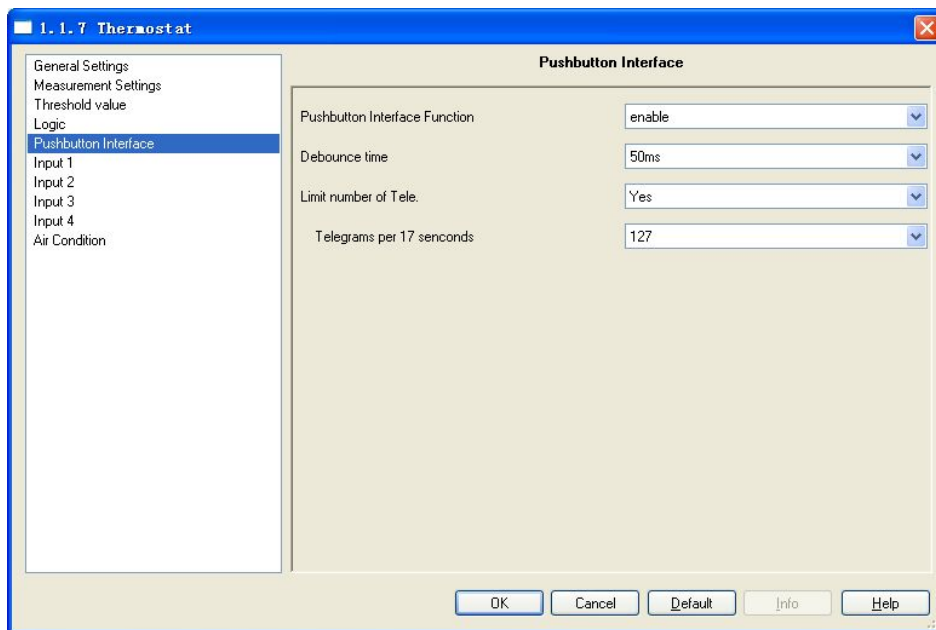 1.1.7 Thermostat
General Settings
Measurement Settings
Threshold value
Logic
Pushbutton Interface
Input 1
Input 2
Input 3
Input 4
Air Condition
Pushbutton Interface
Pushbutton Interface Function enable
Debounce time 50ms
Limit number of Tele. Yes
Telegrams per 17 senconds 127
OK Cancel Default Info Help